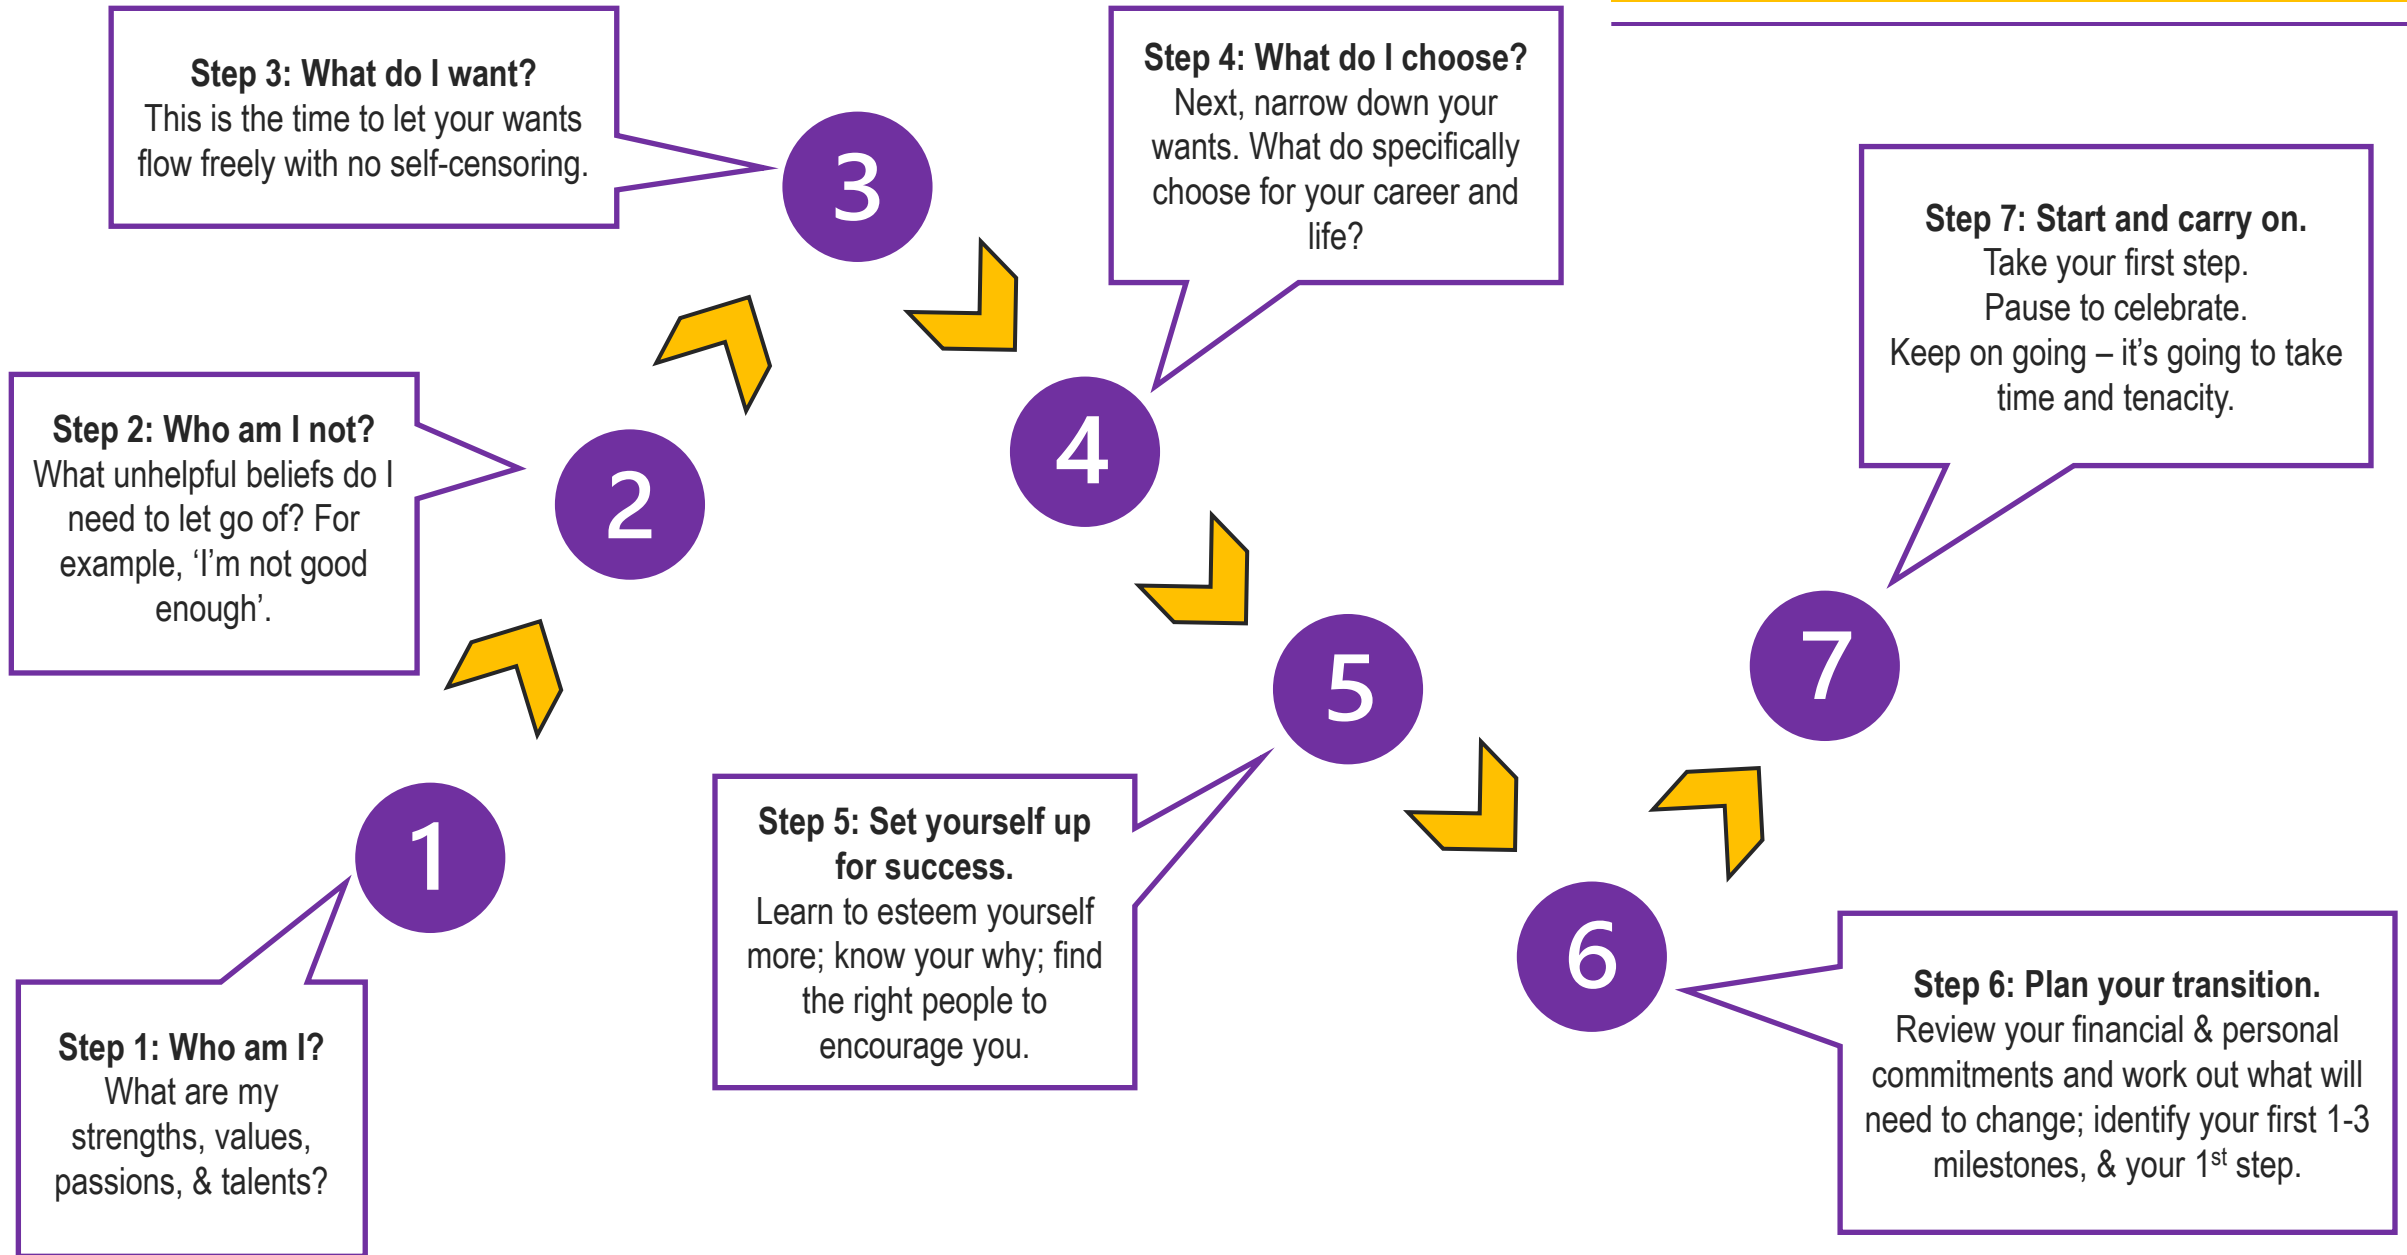 Step 1: Who am I?
What are my
strengths, values,
passions, & talents?
1
Step 2: Who am I not?
What unhelpful beliefs do I
need to let go of? For
example, ‘I’m not good
enough’.
2
Step 3: What do I want?
This is the time to let your wants
flow freely with no self-censoring.
3
Step 4: What do I choose?
Next, narrow down your
wants. What do specifically
choose for your career and
life?
4
Step 5: Set yourself up
for success.
Learn to esteem yourself
more; know your why; find
the right people to
encourage you.
5
Step 6: Plan your transition.
Review your financial & personal
commitments and work out what will
need to change; identify your first 1-3
milestones, & your 1st step.
6
Step 7: Start and carry on.
Take your first step.
Pause to celebrate.
Keep on going – it’s going to take
time and tenacity.
7